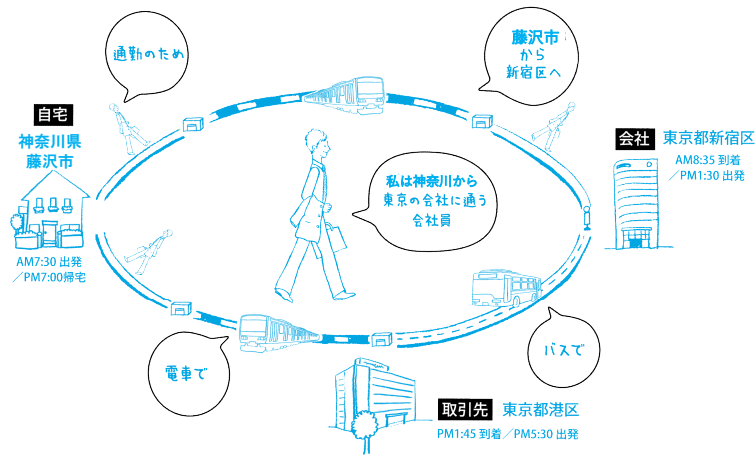 通勤のため
藤沢市
から
新宿区へ
自宅
神奈川県
藤沢市
AM7:30 出発
／PM7:00帰宅
会社 東京都新宿区
AM8:35 到着
／PM1:30 出発
私は神奈川から
東京の会社に通う
会社員
電車で
バスで
取引先 東京都港区
PM1:45 到着／PM5:30 出発